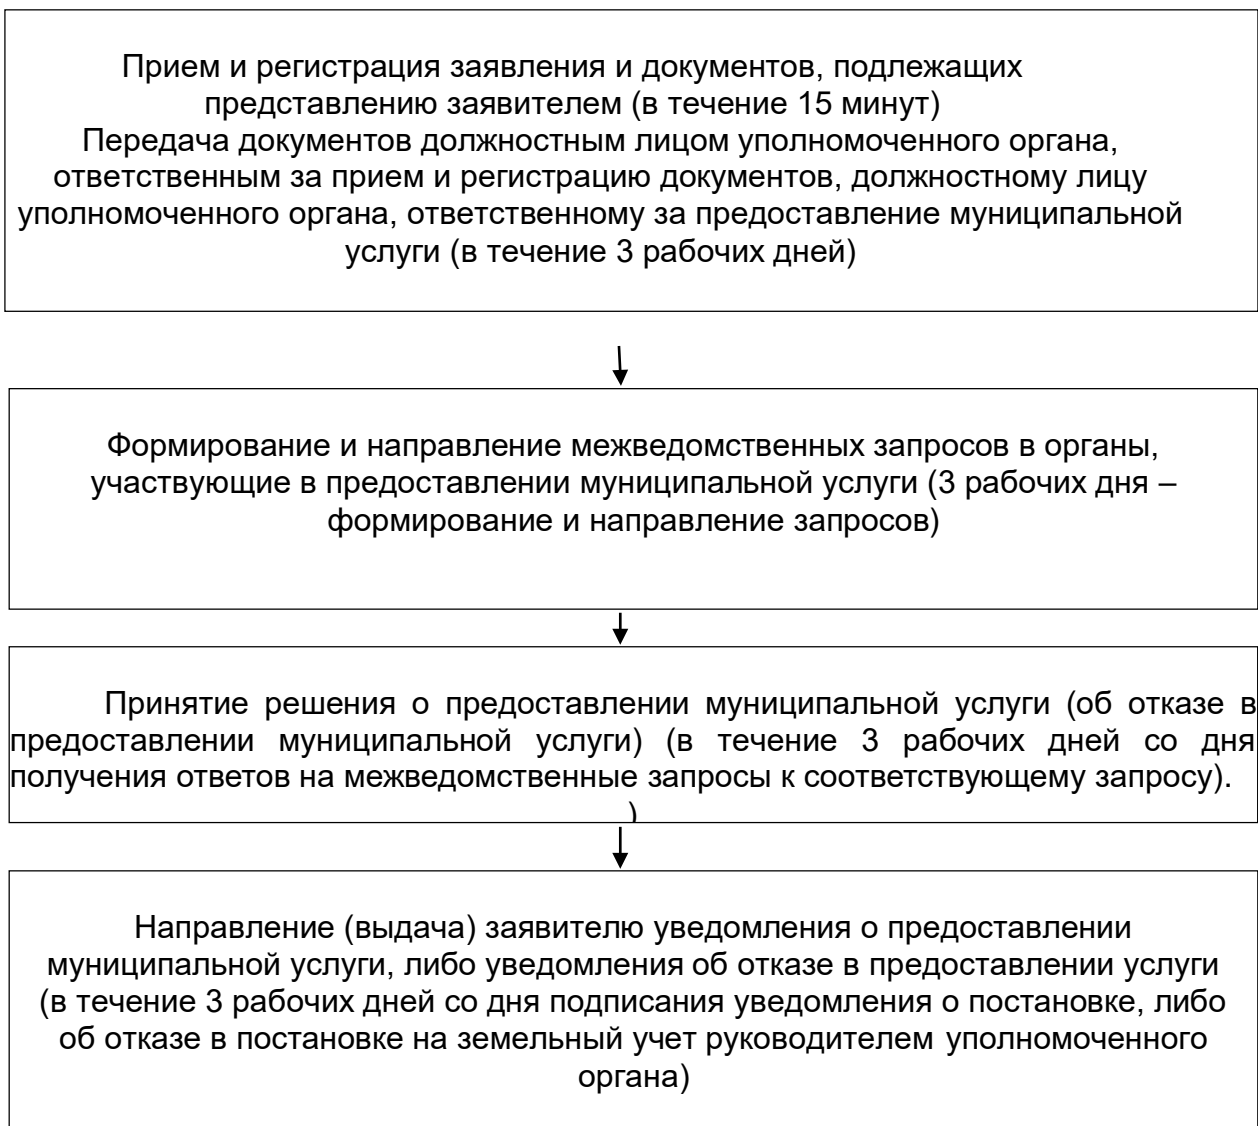 Прием и регистрация заявления и документов, подлежащих
представлению заявителем (в течение 15 минут)
Передача документов должностным лицом уполномоченного органа,
ответственным за прием и регистрацию документов, должностному лицу
уполномоченного органа, ответственному за предоставление муниципальной
услуги (в течение 3 рабочих дней)
Формирование и направление межведомственных запросов в органы,
участвующие в предоставлении муниципальной услуги (3 рабочих дня –
формирование и направление запросов)
Принятие решения о предоставлении муниципальной услуги (об отказе в
предоставлении муниципальной услуги) (в течение 3 рабочих дней со дня
получения ответов на межведомственные запросы к соответствующему запросу).
)
Направление (выдача) заявителю уведомления о предоставлении
муниципальной услуги, либо уведомления об отказе в предоставлении услуги
(в течение 3 рабочих дней со дня подписания уведомления о постановке, либо
об отказе в постановке на земельный учет руководителем уполномоченного
органа)